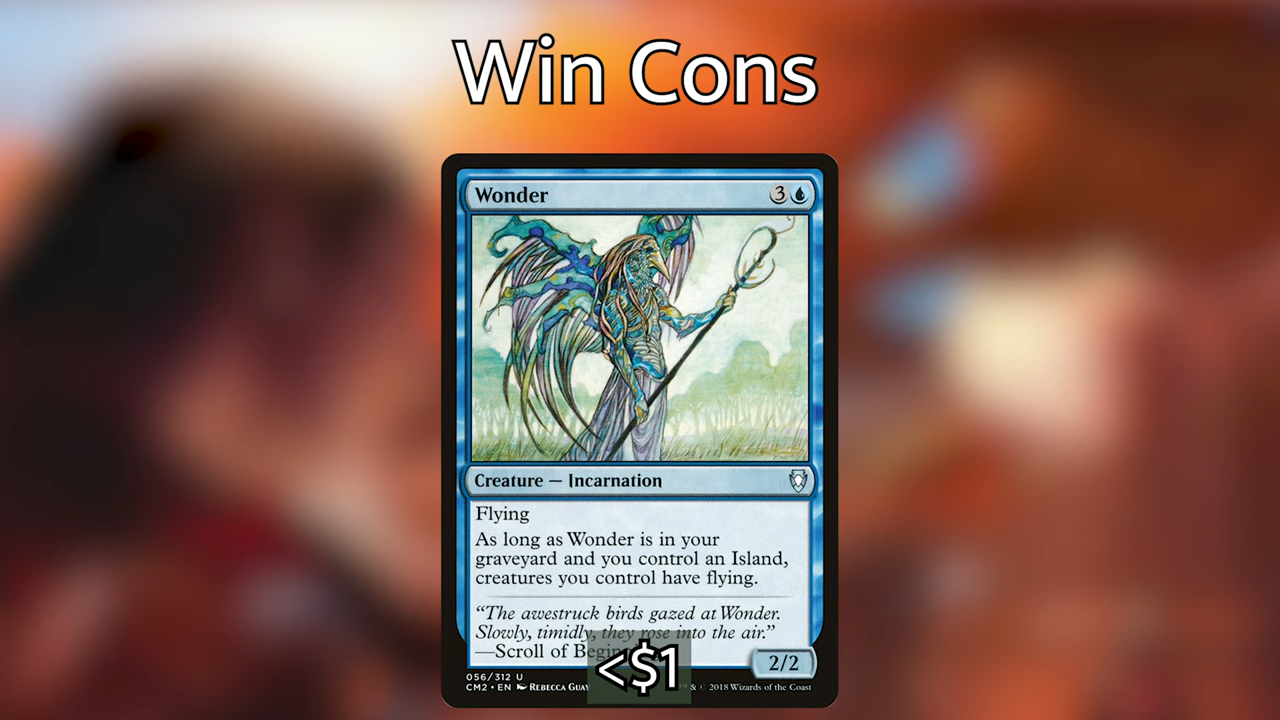 Win Cons
Wonder 3
Creature — Incarnation
Flying
As long as Wonder is in your
graveyard and you control an Island,
creatures you control have flying.
"The awestruck birds gazed at Wonder.
Slowly, timidly, they rose into the air."
—Scroll of
<$1
2/2
056/312 U
CM2 • EN REBECCA & © 2018 Wizards of the Coast